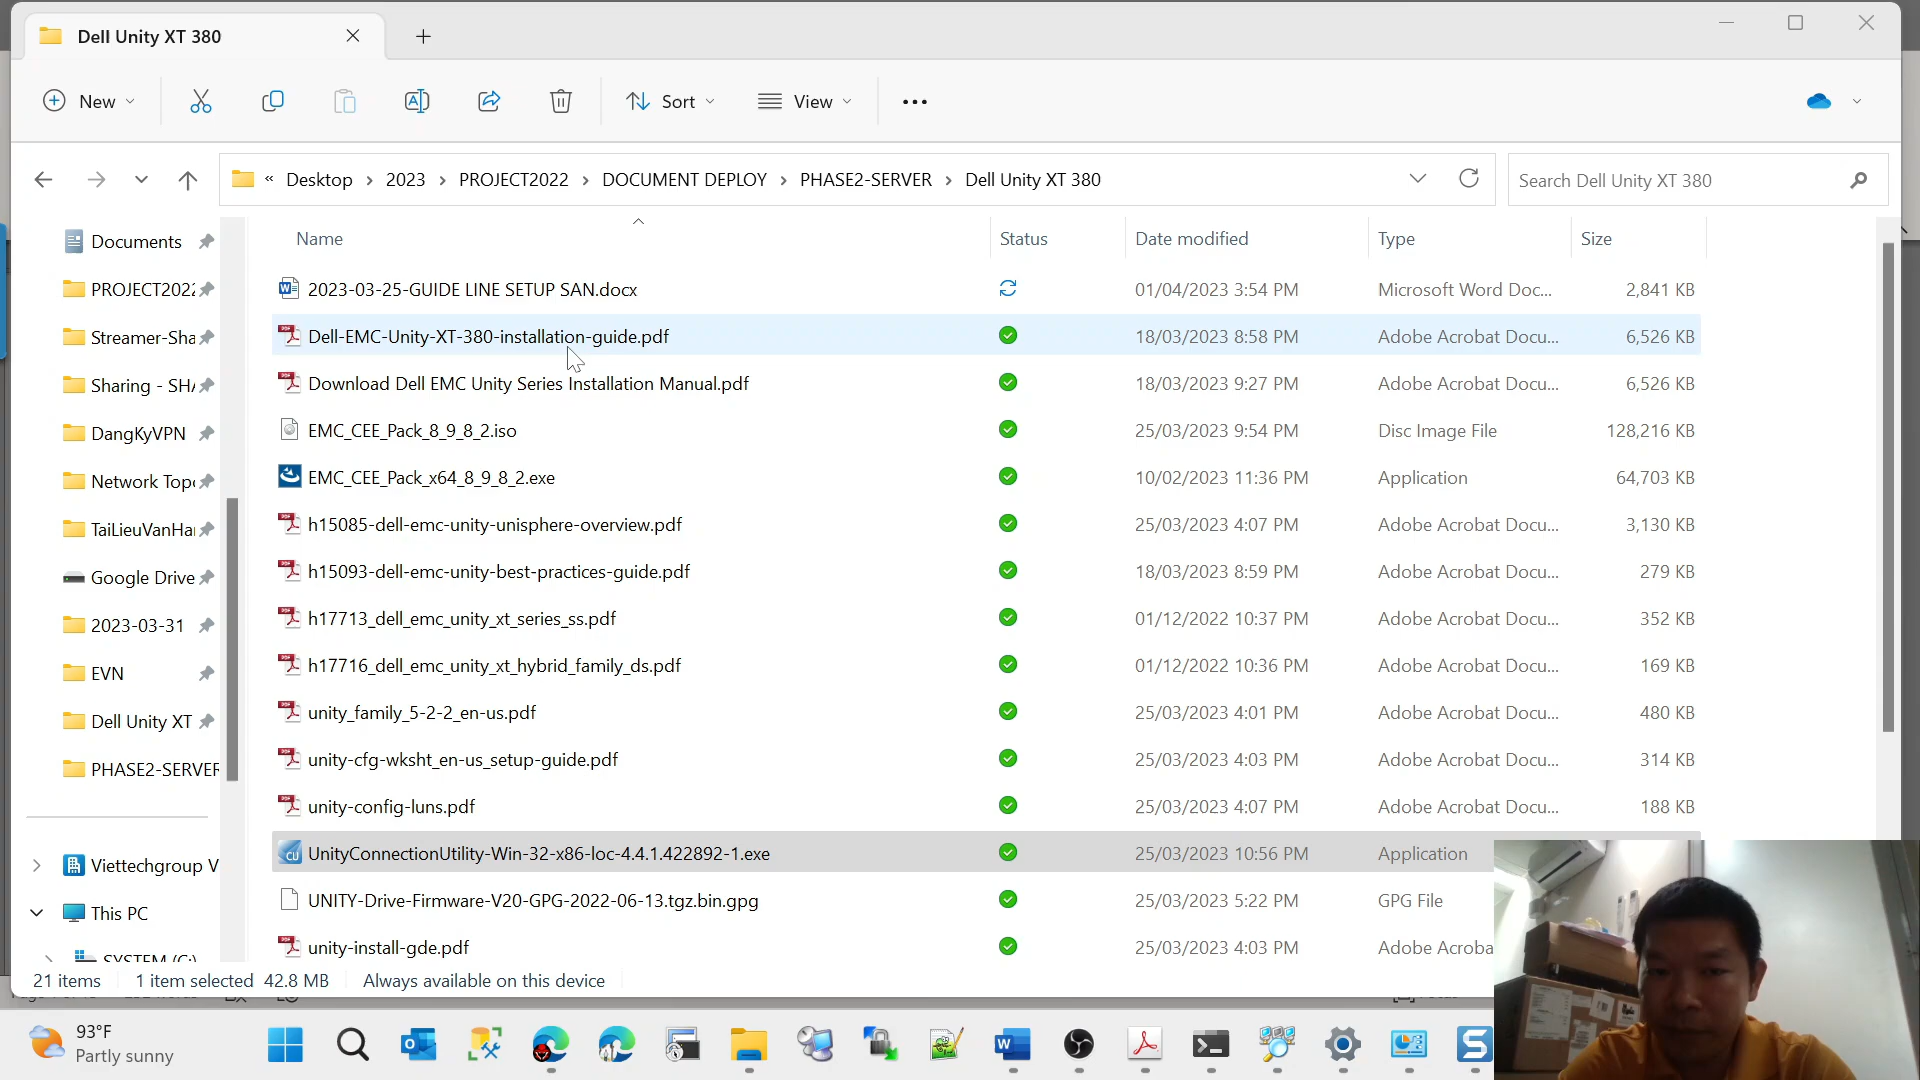 Dell Unity XT 380
New
Sort
View
« Desktop > 2023 > PROJECT2022 > DOCUMENT DEPLOY > PHASE2-SERVER > Dell Unity XT 380
Search Dell Unity XT 380
Name Status Date modified Type Size
Documents
PROJECT2022
Streamer-Sha
Sharing - SHA
DangKyVPN
Network Topo
TaiLieuVanHa
Google Drive
2023-03-31
EVN
Dell Unity XT
PHASE2-SERVER
Viettechgroup V
This PC
SYSTEM (C:)
2023-03-25-GUIDE LINE SETUP SAN.docx 01/04/2023 3:54 PM Microsoft Word Doc... 2,841 KB
Dell-EMC-Unity-XT-380-installation-guide.pdf 18/03/2023 8:58 PM Adobe Acrobat Docu... 6,526 KB
Download Dell EMC Unity Series Installation Manual.pdf 18/03/2023 9:27 PM Adobe Acrobat Docu... 6,526 KB
EMC_CEE_Pack_8_9_8_2.iso 25/03/2023 9:54 PM Disc Image File 128,216 KB
EMC_CEE_Pack_x64_8_9_8_2.exe 10/02/2023 11:36 PM Application 64,703 KB
h15085-dell-emc-unity-unisphere-overview.pdf 25/03/2023 4:07 PM Adobe Acrobat Docu... 3,130 KB
h15093-dell-emc-unity-best-practices-guide.pdf 18/03/2023 8:59 PM Adobe Acrobat Docu... 279 KB
h17713_dell_emc_unity_xt_series_ss.pdf 01/12/2022 10:37 PM Adobe Acrobat Docu... 352 KB
h17716_dell_emc_unity_xt_hybrid_family_ds.pdf 01/12/2022 10:36 PM Adobe Acrobat Docu... 169 KB
unity_family_5-2-2_en-us.pdf 25/03/2023 4:01 PM Adobe Acrobat Docu... 480 KB
unity-cfg-wksht_en-us_setup-guide.pdf 25/03/2023 4:03 PM Adobe Acrobat Docu... 314 KB
unity-config-luns.pdf 25/03/2023 4:07 PM Adobe Acrobat Docu... 188 KB
UnityConnectionUtility-Win-32-x86-loc-4.4.1.422892-1.exe 25/03/2023 10:56 PM Application
UNITY-Drive-Firmware-V20-GPG-2022-06-13.tgz.bin.gpg 25/03/2023 5:22 PM GPG File
unity-install-gde.pdf 25/03/2023 4:03 PM Adobe Acroba
21 items 1 item selected 42.8 MB Always available on this device
93°F
Partly sunny